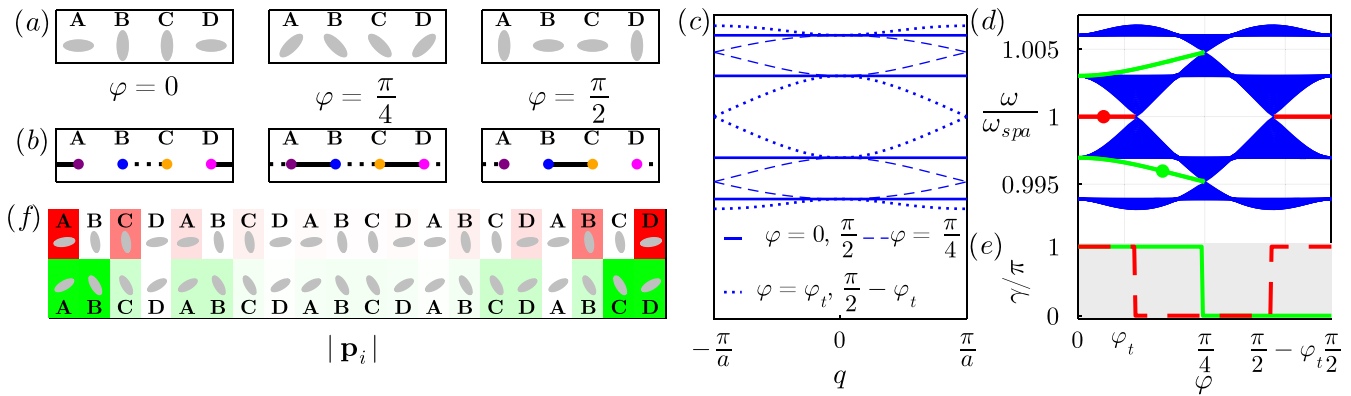 (a)
A B C D
φ = 0
A B C D
φ = π/4
A B C D
φ = π/2
(b)
A B C D
A B C D
A B C D
(f)
A B C D A B C D A B C D A B C D A B C D
A B C D A B C D A B C D A B C D A B C D
| p_i |
(c)
φ = 0, π/2 φ = π/4
φ = φ_t, π/2 − φ_t
−π/a 0 π/a
q
(d)
ω/ω_spa
1.005
1
0.995
(e)
γ/π
1
0
0 φ_t π/4 π/2 − φ_t π/2
φ